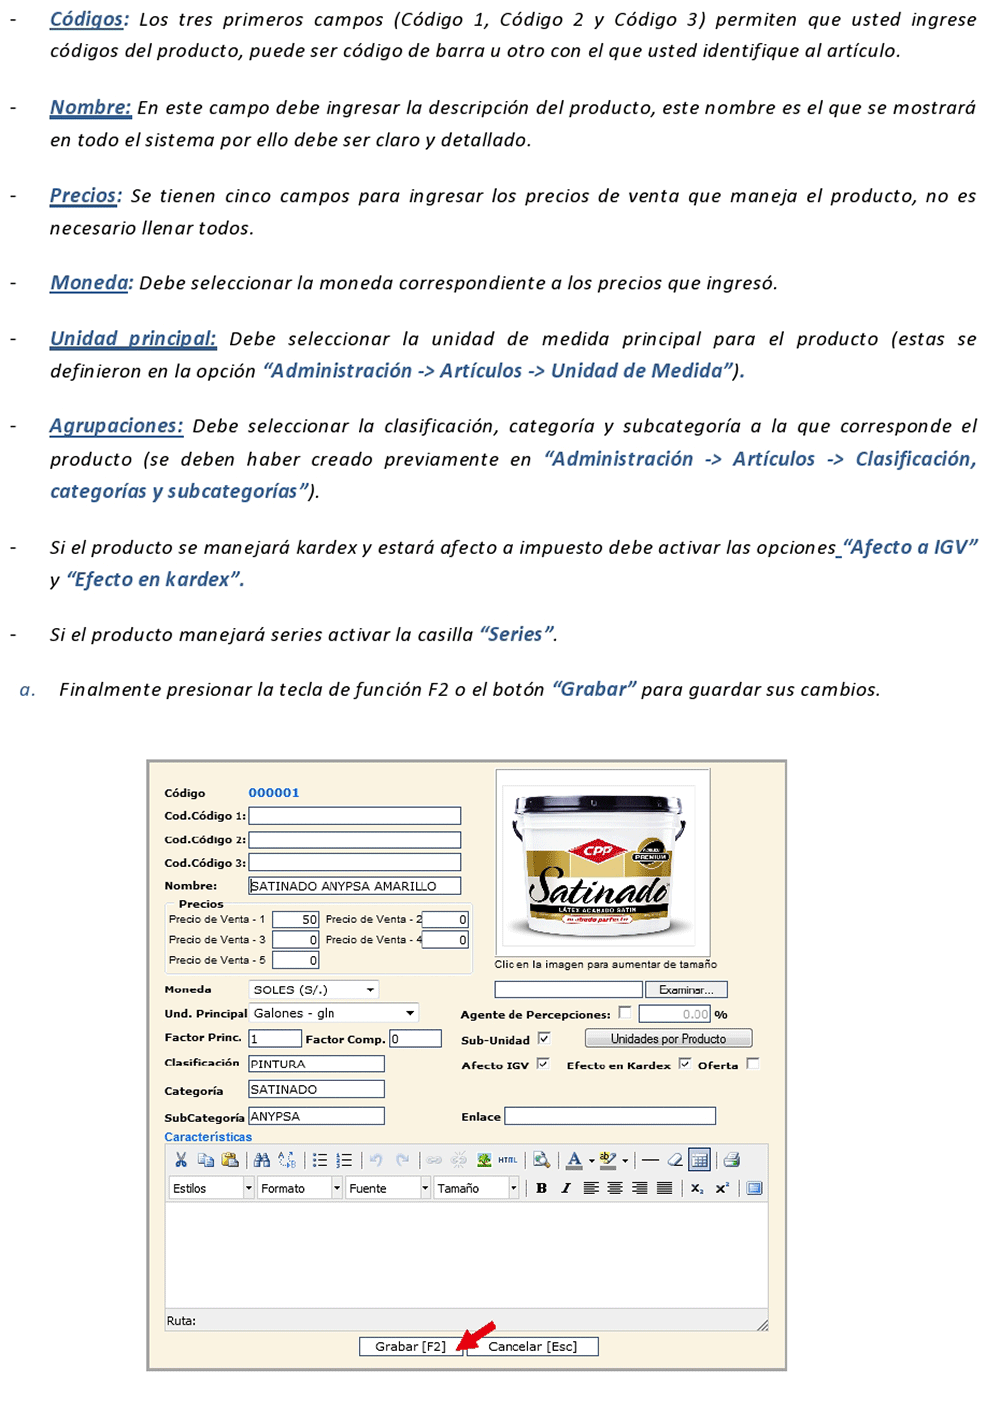 - Códigos: Los tres primeros campos (Código 1, Código 2 y Código 3) permiten que usted ingrese
códigos del producto, puede ser código de barra u otro con el que usted identifique al artículo.
- Nombre: En este campo debe ingresar la descripción del producto, este nombre es el que se mostrará
en todo el sistema por ello debe ser claro y detallado.
- Precios: Se tienen cinco campos para ingresar los precios de venta que maneja el producto, no es
necesario llenar todos.
- Moneda: Debe seleccionar la moneda correspondiente a los precios que ingresó.
- Unidad principal: Debe seleccionar la unidad de medida principal para el producto (estas se
definieron en la opción “Administración -> Artículos -> Unidad de Medida”).
- Agrupaciones: Debe seleccionar la clasificación, categoría y subcategoría a la que corresponde el
producto (se deben haber creado previamente en “Administración -> Artículos -> Clasificación,
categorías y subcategorías”).
- Si el producto se manejará kardex y estará afecto a impuesto debe activar las opciones “Afecto a IGV”
y “Efecto en kardex”.
- Si el producto manejará series activar la casilla “Series”.
a. Finalmente presionar la tecla de función F2 o el botón “Grabar” para guardar sus cambios.
Código 000001
Cod.Código 1:
Cod.Código 2:
Cod.Código 3:
Nombre: SATINADO ANYPSA AMARILLO
Precios
Precio de Venta - 1 50 Precio de Venta - 2 0
Precio de Venta - 3 0 Precio de Venta - 4 0
Precio de Venta - 5 0
CPP
PREMIUM
Satinado
LÁTEX ACABADO SATIN
Acabado perfecto
Clic en la imagen para aumentar de tamaño
Moneda SOLES (S/.) Examinar...
Und. Principal Galones - gln Agente de Percepciones: 0.00 %
Factor Princ. 1 Factor Comp. 0 Sub-Unidad Unidades por Producto
Clasificación PINTURA Afecto IGV Efecto en Kardex Oferta
Categoría SATINADO
SubCategoría ANYPSA Enlace
Características
HTML
Estilos Formato Fuente Tamaño B I x₂ x²
Ruta:
Grabar [F2] Cancelar [Esc]